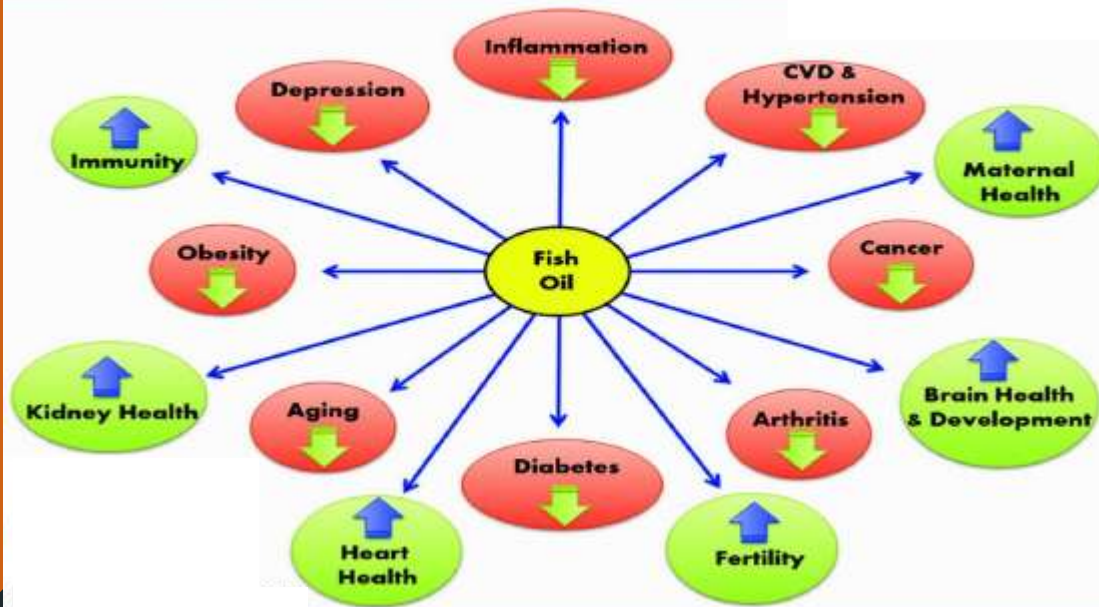 Inflammation
Depression
CVD &
Hypertension
Immunity
Maternal
Health
Obesity
Fish
Oil
Cancer
Kidney Health
Aging
Diabetes
Arthritis
Brain Health
& Development
Heart
Health
Fertility